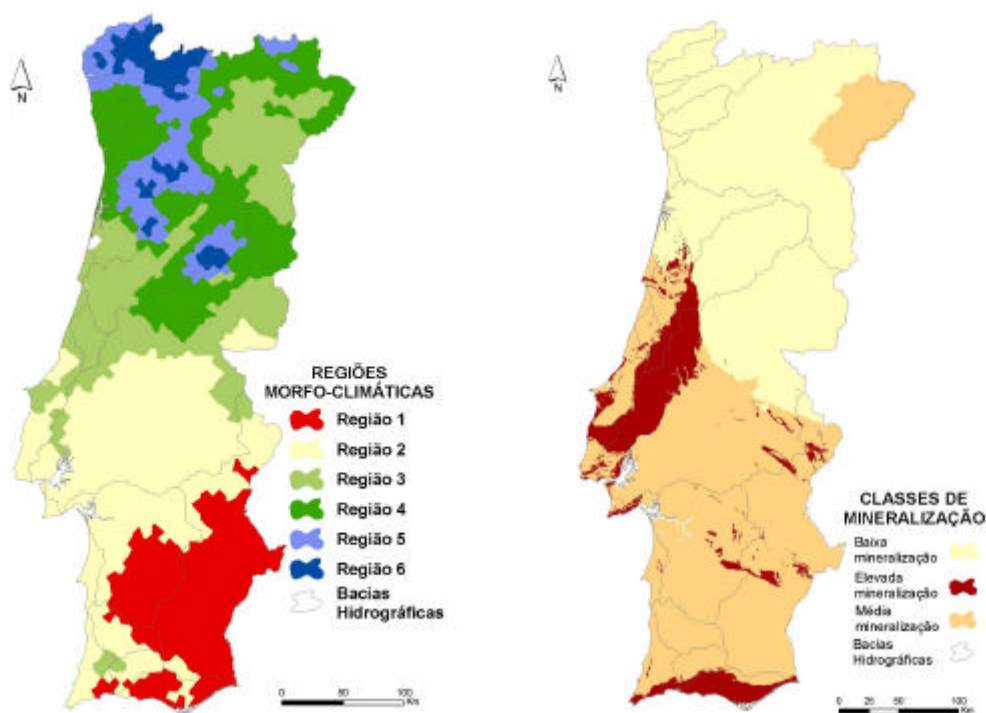 N
REGIÕES
MORFO-CLIMÁTICAS
Região 1
Região 2
Região 3
Região 4
Região 5
Região 6
Bacias
Hidrográficas
0 50 100
Km
N
CLASSES DE
MINERALIZAÇÃO
Baixa
mineralização
Elevada
mineralização
Média
mineralização
Bacias
Hidrográficas
0 25 50 100
Km